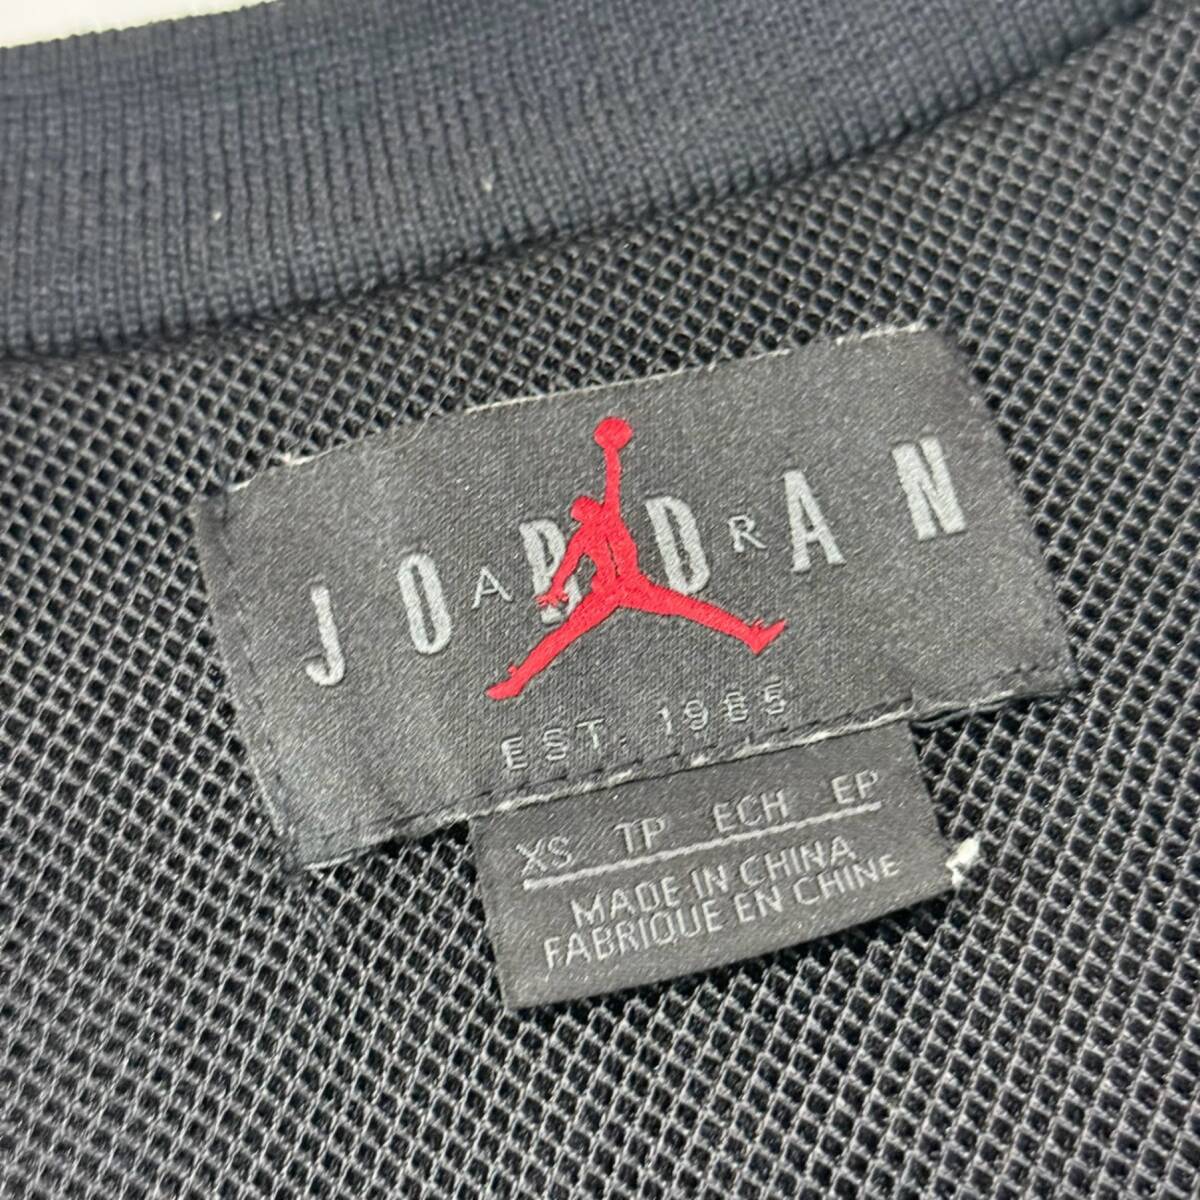 JORDAN
AIR
EST. 1985
XS TP ECH EP
MADE IN CHINA
FABRIQUE EN CHINE